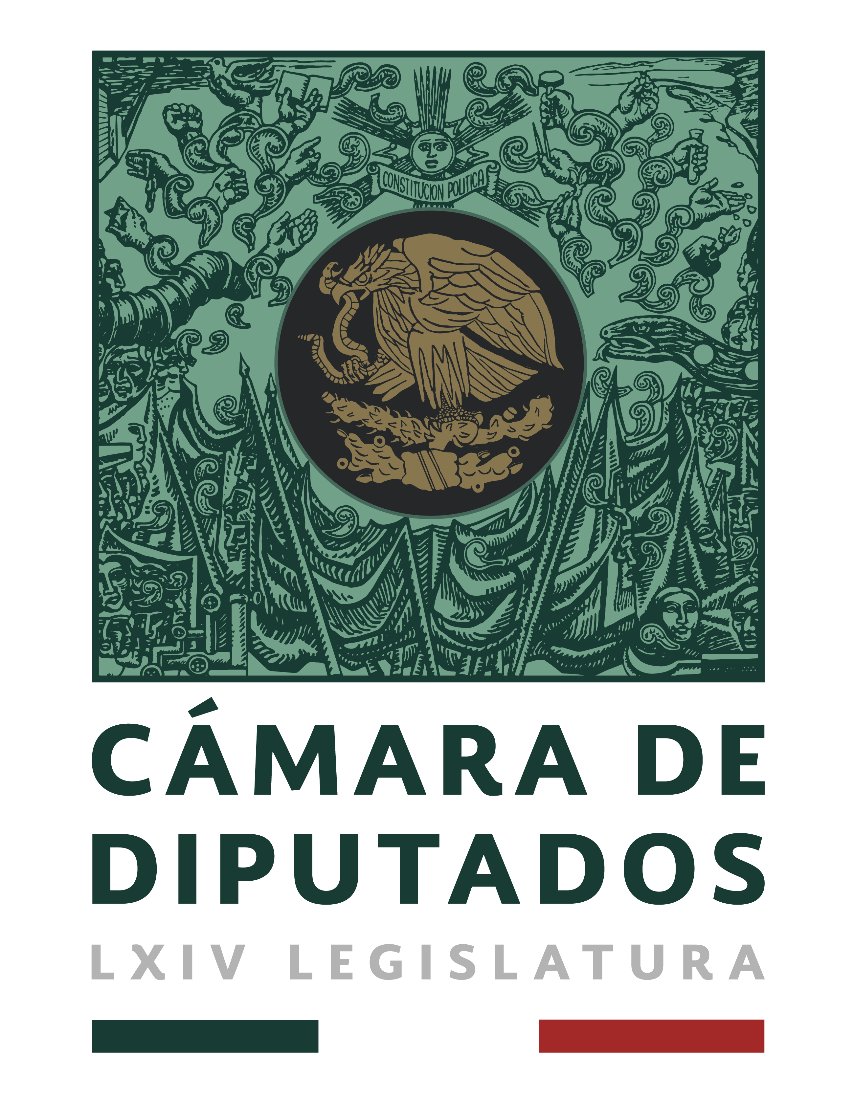 CONSTITUCION POLITICA
CÁMARA DE
DIPUTADOS
LXIV LEGISLATURA